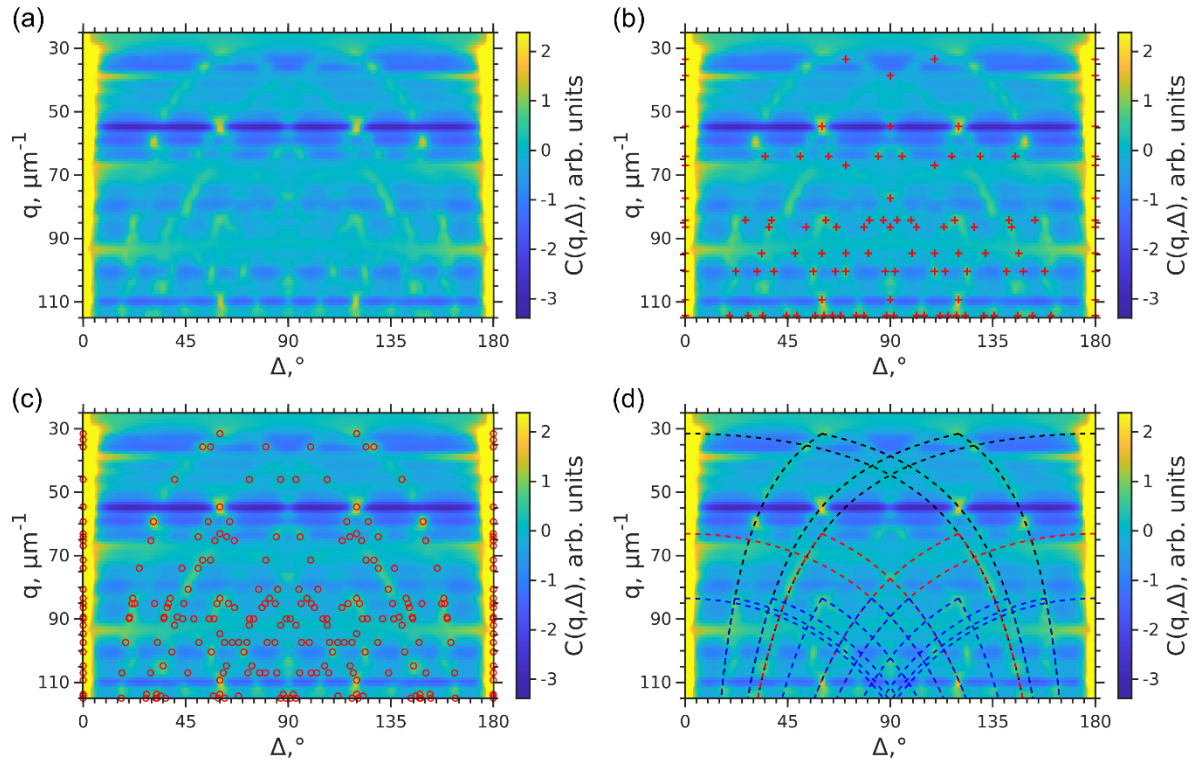 (a)
30
50
70
90
110
q, μm⁻¹
0 45 90 135 180
Δ,°
2
1
0
-1
-2
-3
C(q,Δ), arb. units
(b)
30
50
70
90
110
q, μm⁻¹
0 45 90 135 180
Δ,°
2
1
0
-1
-2
-3
C(q,Δ), arb. units
(c)
30
50
70
90
110
q, μm⁻¹
0 45 90 135 180
Δ,°
2
1
0
-1
-2
-3
C(q,Δ), arb. units
(d)
30
50
70
90
110
q, μm⁻¹
0 45 90 135 180
Δ,°
2
1
0
-1
-2
-3
C(q,Δ), arb. units